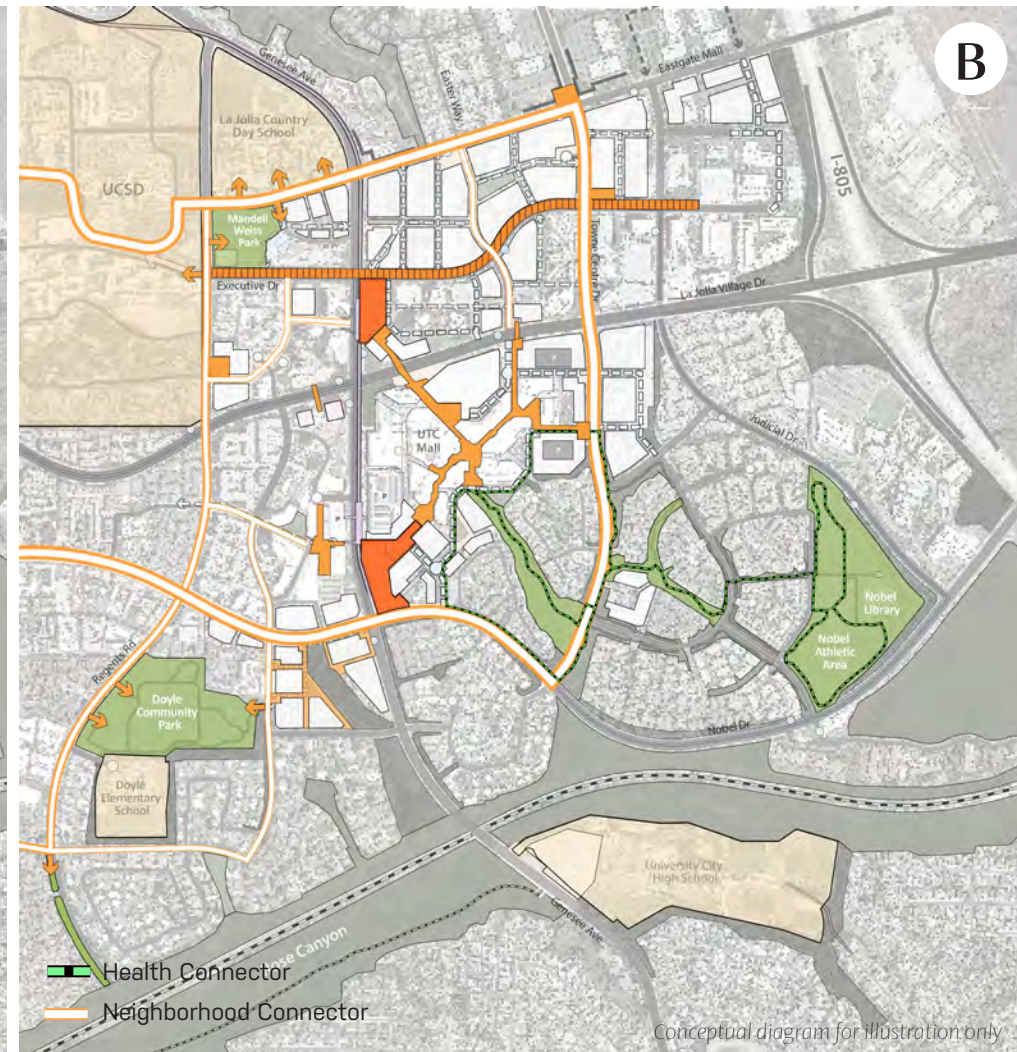 B
Genesee Ave
Easter Way
Eastgate Mall
La Jolla Country
Day School
UCSD
I-805
Mandell
Weiss
Park
Towne Centre Dr
Executive Dr
La Jolla Village Dr
P
UTC
Mall
P
Judicial Dr
P
P
Nobel
Library
Regents Rd
Nobel
Athletic
Area
Doyle
Community
Park
Nobel Dr
Doyle
Elementary
School
University City
High School
Genesee Ave
Rose Canyon
Health Connector
Neighborhood Connector
Conceptual diagram for illustration only